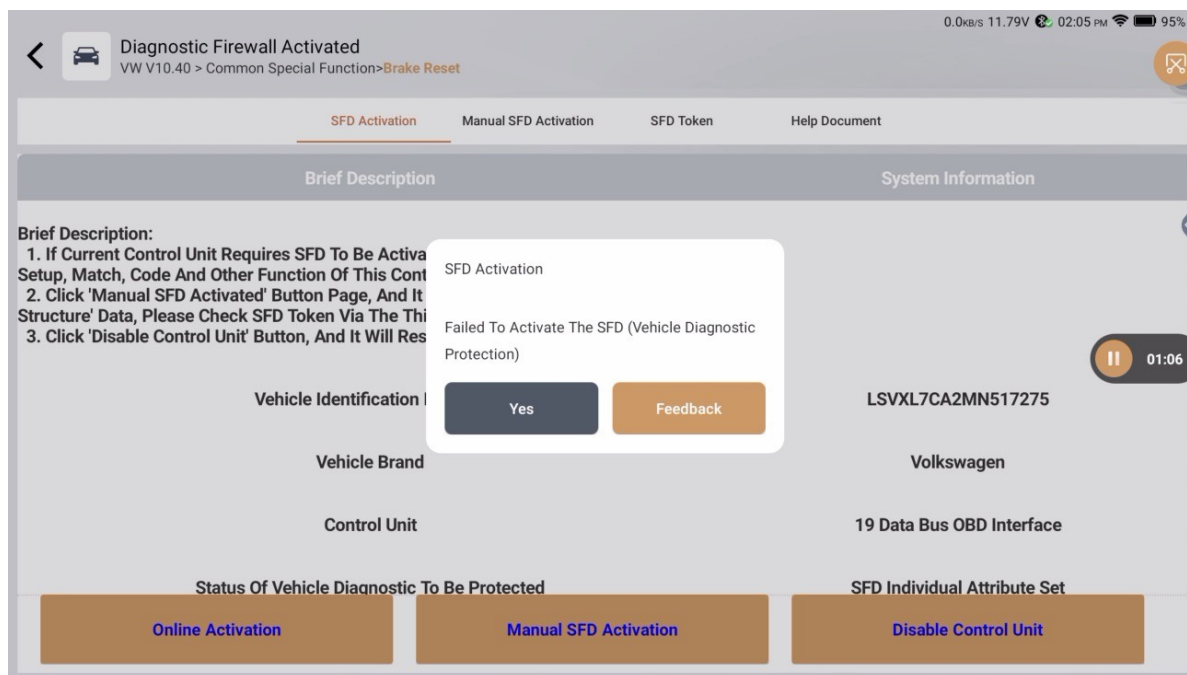 0.0KB/S 11.79V 02:05 PM 95%
Diagnostic Firewall Activated
VW V10.40 > Common Special Function>Brake Reset
SFD Activation Manual SFD Activation SFD Token Help Document
Brief Description System Information
Brief Description:
1. If Current Control Unit Requires SFD To Be Activa
Setup, Match, Code And Other Function Of This Cont
2. Click 'Manual SFD Activated' Button Page, And It
Structure' Data, Please Check SFD Token Via The Thi
3. Click 'Disable Control Unit' Button, And It Will Res
SFD Activation
Failed To Activate The SFD (Vehicle Diagnostic
Protection)
Yes Feedback
01:06
Vehicle Identification LSVXL7CA2MN517275
Vehicle Brand Volkswagen
Control Unit 19 Data Bus OBD Interface
Status Of Vehicle Diagnostic To Be Protected SFD Individual Attribute Set
Online Activation Manual SFD Activation Disable Control Unit